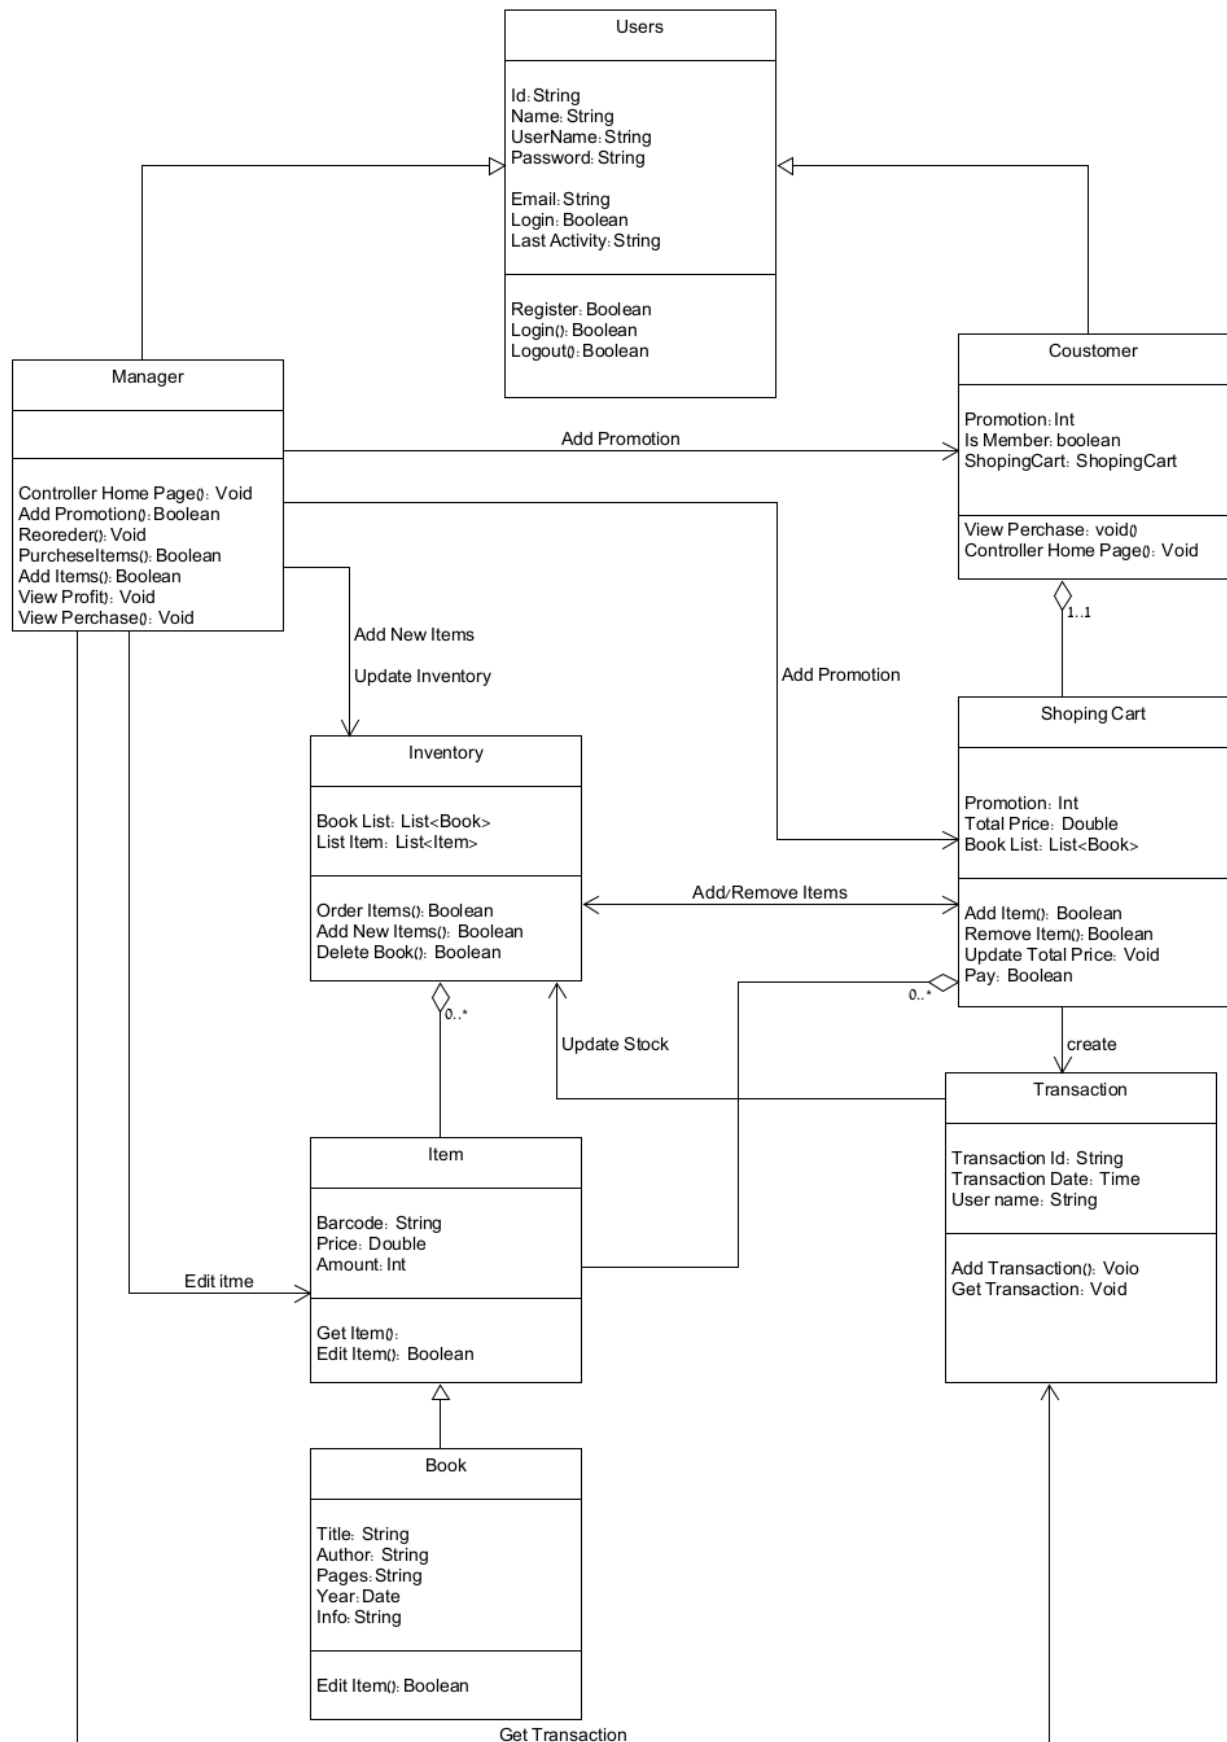 Users
Id: String
Name: String
UserName: String
Password: String
Email: String
Login: Boolean
Last Activity: String
Register: Boolean
Login(): Boolean
Logout(): Boolean
Manager
Controller Home Page(): Void
Add Promotion(): Boolean
Reoreder(): Void
PurcheseItems(): Boolean
Add Items(): Boolean
View Profit): Void
View Perchase(): Void
Coustomer
Promotion: Int
Is Member: boolean
ShopingCart: ShopingCart
View Perchase: void()
Controller Home Page(): Void
Add Promotion
1..1
Add New Items
Update Inventory
Add Promotion
Shoping Cart
Promotion: Int
Total Price: Double
Book List: List<Book>
Add Item(): Boolean
Remove Item(): Boolean
Update Total Price: Void
Pay: Boolean
Inventory
Book List: List<Book>
List Item: List<Item>
Order Items(): Boolean
Add New Items(): Boolean
Delete Book(): Boolean
Add/Remove Items
0..*
0..*
Update Stock
create
Transaction
Transaction Id: String
Transaction Date: Time
User name: String
Add Transaction(): Voio
Get Transaction: Void
Item
Barcode: String
Price: Double
Amount: Int
Get Item():
Edit Item(): Boolean
Edit itme
Book
Title: String
Author: String
Pages: String
Year: Date
Info: String
Edit Item(): Boolean
Get Transaction